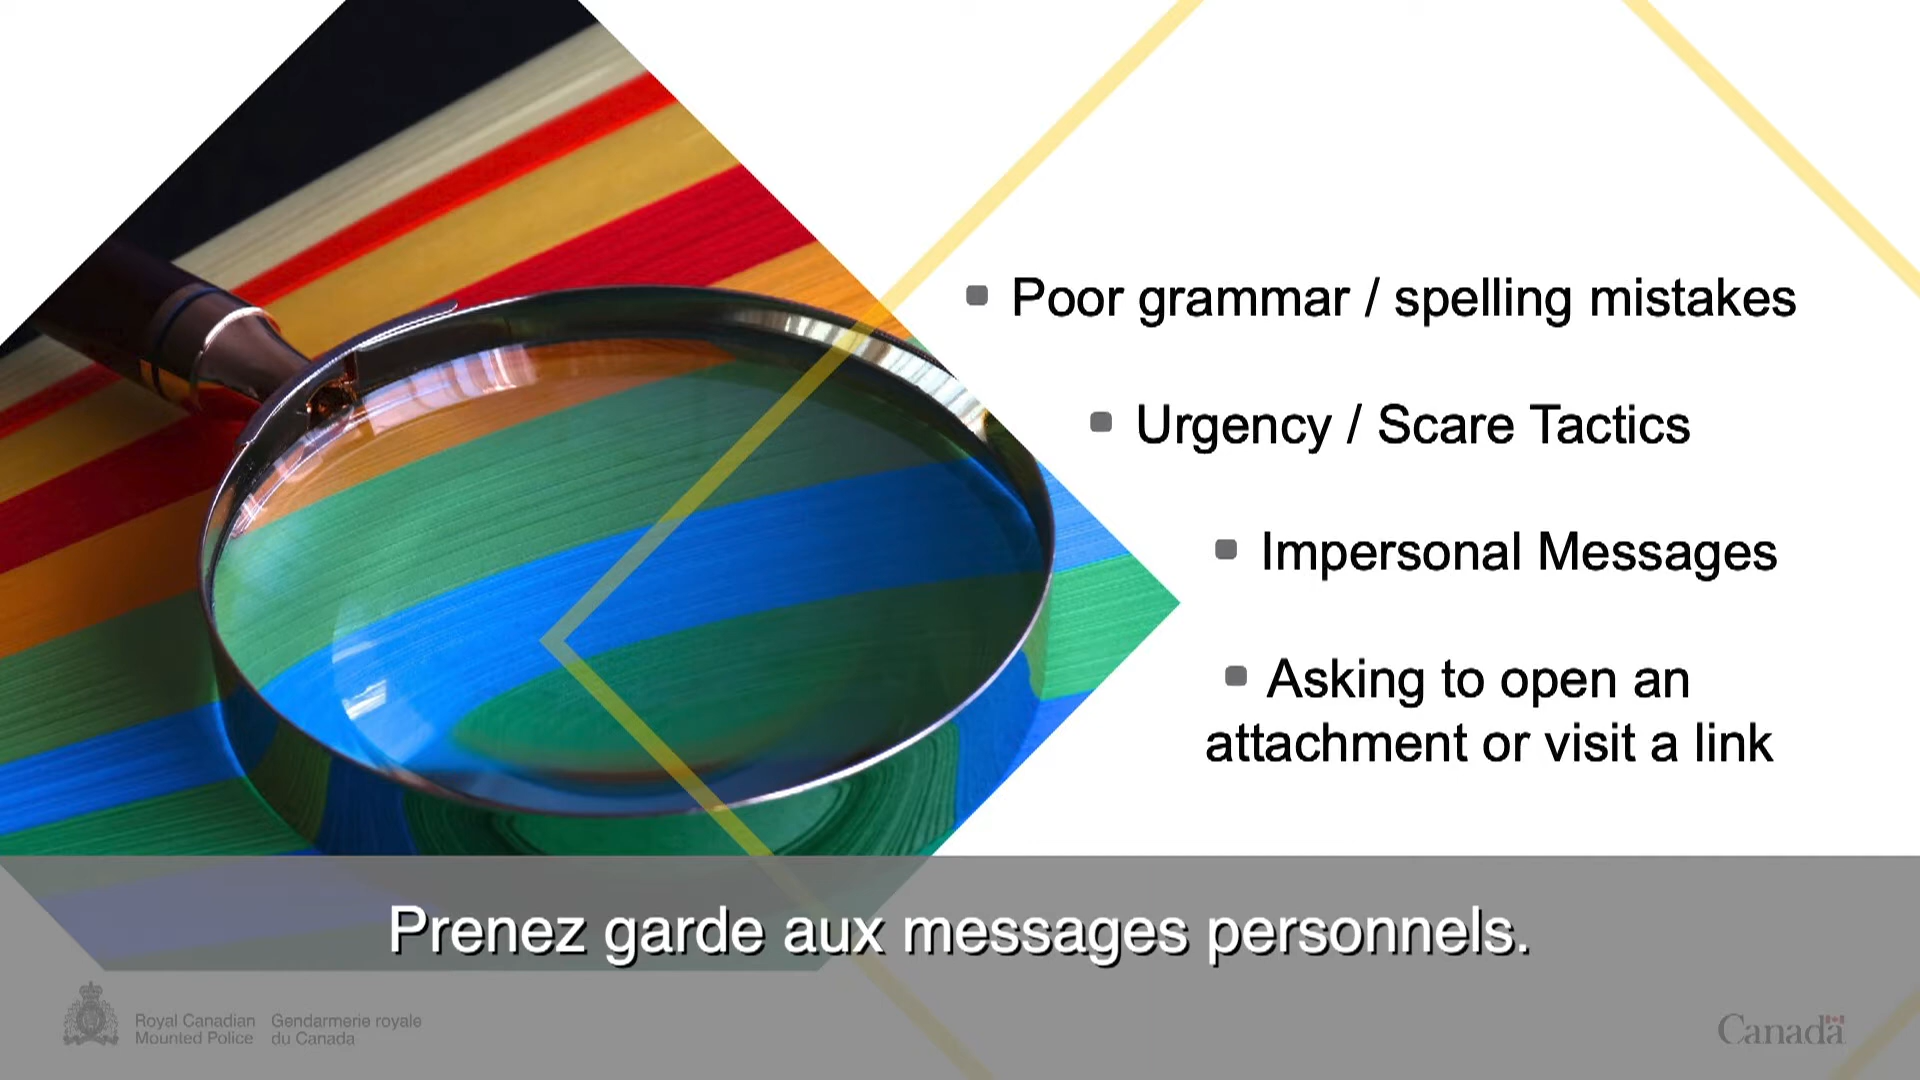 Poor grammar / spelling mistakes
Urgency / Scare Tactics
Impersonal Messages
Asking to open an
attachment or visit a link
Prenez garde aux messages personnels.
Royal Canadian Gendarmerie royale
Mounted Police du Canada
Canada